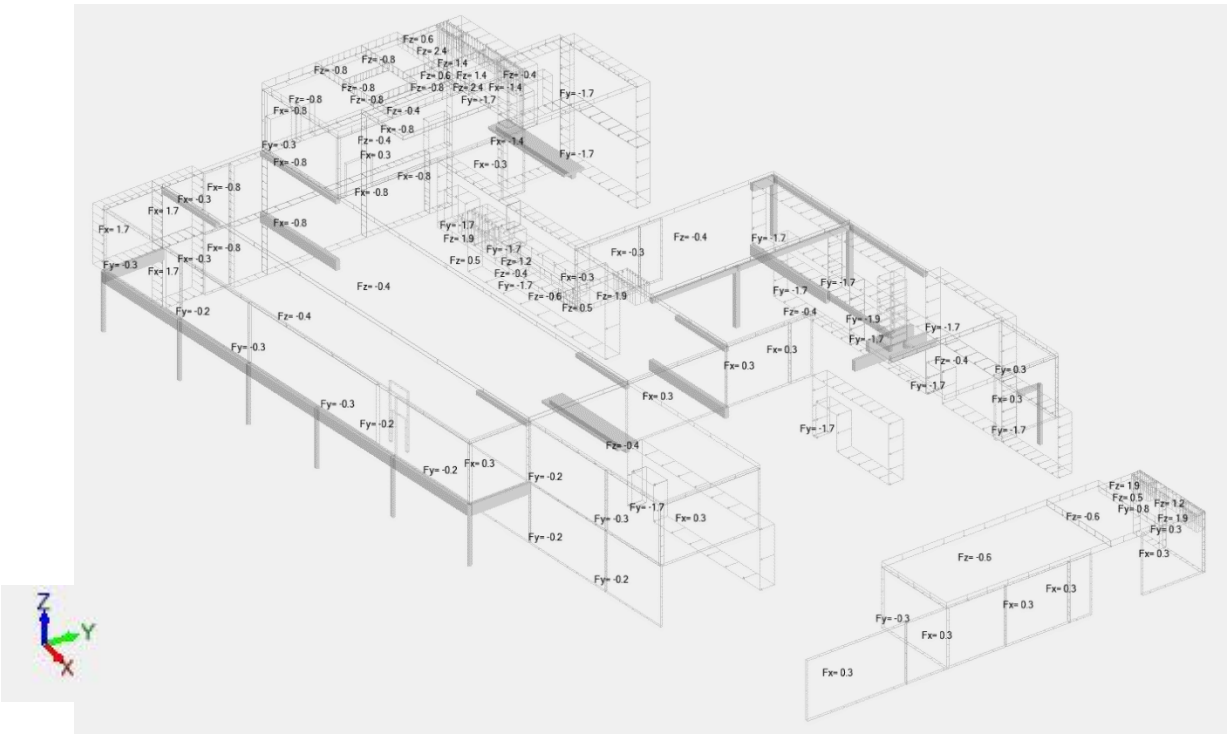 Fz= 0.6
Fz= 2.4
Fz= -0.8
Fz= 1.4
Fz= -0.8
Fz= 0.6
Fz= 1.4
Fz= -0.4
Fz= -0.8
Fz= -0.8
Fz= 2.4
Fx= -1.4
Fz= -0.8
Fz= -0.8
Fy= -1.7
Fy= -1.7
Fx= -0.8
Fz= -0.4
Fx= -0.8
Fy= -0.3
Fz= -0.4
Fx= -1.4
Fx= 0.3
Fy= -1.7
Fx= -0.8
Fx= -0.3
Fx= -0.8
Fx= -0.8
Fx= -0.8
Fx= -0.3
Fx= 1.7
Fx= -0.8
Fy= -1.7
Fx= 1.7
Fz= 1.9
Fz= -0.4
Fy= -1.7
Fx= -0.8
Fy= -1.7
Fx= -0.3
Fx= -0.3
Fz= 0.5
Fz= 1.2
Fy= -0.3
Fx= 1.7
Fz= -0.4
Fx= -0.3
Fz= -0.4
Fy= -1.7
Fy= -1.7
Fy= -1.7
Fz= -0.6
Fz= 1.9
Fz= 0.5
Fy= -0.2
Fz= -0.4
Fz= -0.4
Fy= -1.9
Fy= -1.7
Fy= -1.7
Fy= -0.3
Fx= 0.3
Fx= 0.3
Fz= -0.4
Fy= 0.3
Fy= -1.7
Fx= 0.3
Fx= 0.3
Fy= -0.3
Fy= -0.2
Fy= -1.7
Fy= -1.7
Fz= -0.4
Fy= -0.2
Fx= 0.3
Fy= -0.2
Fz= 1.9
Fz= 0.5
Fz= 1.2
Fy= -1.7
Fy= 0.8
Fy= -0.3
Fx= 0.3
Fz= -0.6
Fz= 1.9
Fy= 0.3
Fy= -0.2
Fx= 0.3
Fz= -0.6
Fy= -0.2
Fx= 0.3
Fx= 0.3
Fy= -0.3
Fx= 0.3
Fx= 0.3
Z
Y
X